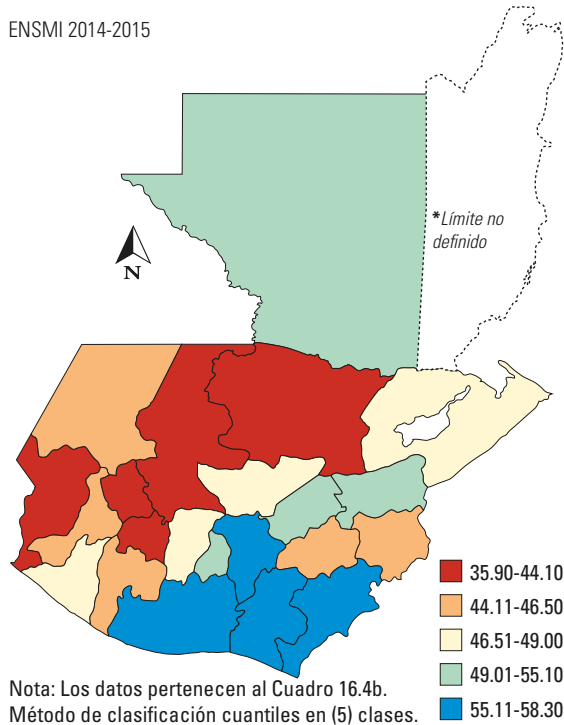 ENSMI 2014-2015
*Límite no
definido
N
35.90-44.10
44.11-46.50
46.51-49.00
49.01-55.10
55.11-58.30
Nota: Los datos pertenecen al Cuadro 16.4b.
Método de clasificación cuantiles en (5) clases.